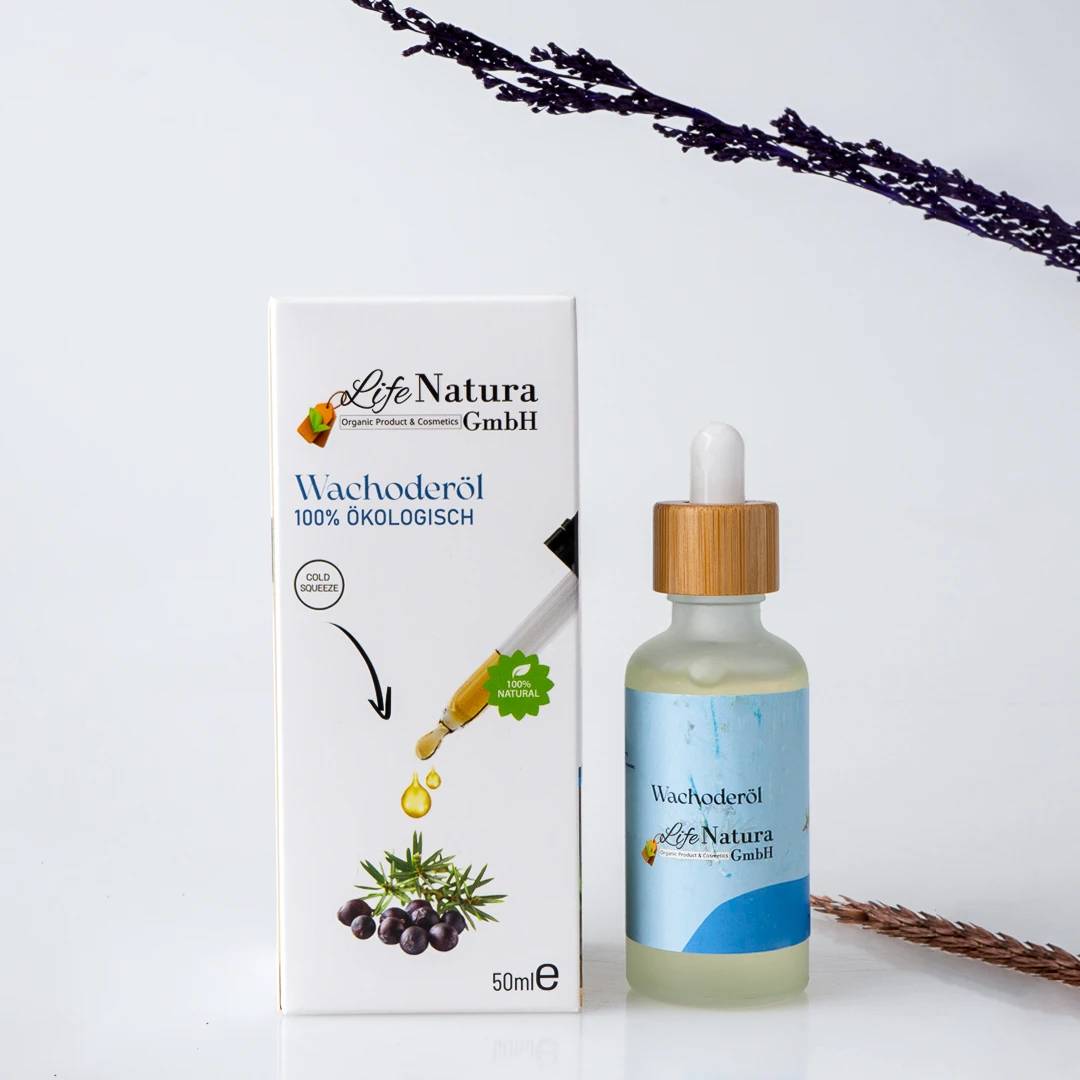 Life Natura
Organic Product & Cosmetics GmbH
Wachoderöl
100% ÖKOLOGISCH
COLD
SQUEEZE
100%
NATURAL
50ml e
Wachoderöl
Life Natura
Organic Product & Cosmetics GmbH